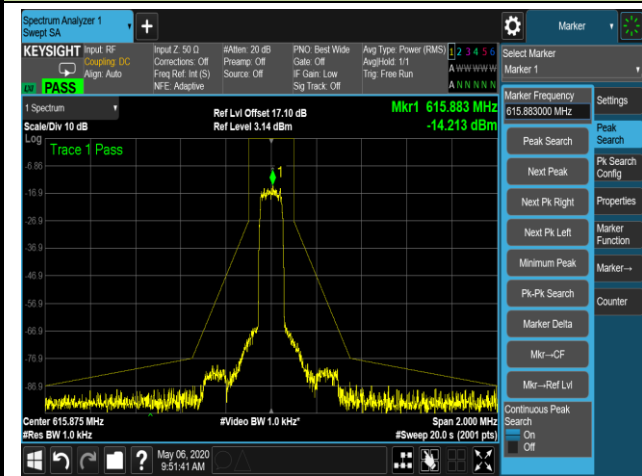 Spectrum Analyzer 1
Swept SA
Marker
KEYSIGHT
Input: RF
Coupling: DC
Align: Auto
Input Z: 50 Ω
Corrections: Off
Freq Ref: Int (S)
NFE: Adaptive
#Atten: 20 dB
Preamp: Off
Source: Off
PNO: Best Wide
Gate: Off
IF Gain: Low
Sig Track: Off
Avg Type: Power (RMS)
Avg|Hold: 1/1
Trig: Free Run
1 2 3 4 5 6
A W W W W W
A N N N N N
PASS
Select Marker
Marker 1
1 Spectrum
Scale/Div 10 dB
Ref Lvl Offset 17.10 dB
Ref Level 3.14 dBm
Mkr1 615.883 MHz
-14.213 dBm
Log
Trace 1 Pass
1
-6.86
-16.9
-26.9
-36.9
-46.9
-56.9
-66.9
-76.9
-86.9
Center 615.875 MHz
#Res BW 1.0 kHz
#Video BW 1.0 kHz*
Span 2.000 MHz
#Sweep 20.0 s (2001 pts)
Marker Frequency
615.883000 MHz
Peak Search
Next Peak
Next Pk Right
Next Pk Left
Minimum Peak
Pk-Pk Search
Marker Delta
Mkr→CF
Mkr→Ref Lvl
Continuous Peak
Search
On
Off
Settings
Peak
Search
Pk Search
Config
Properties
Marker
Function
Marker→
Counter
?
May 06, 2020
9:51:41 AM